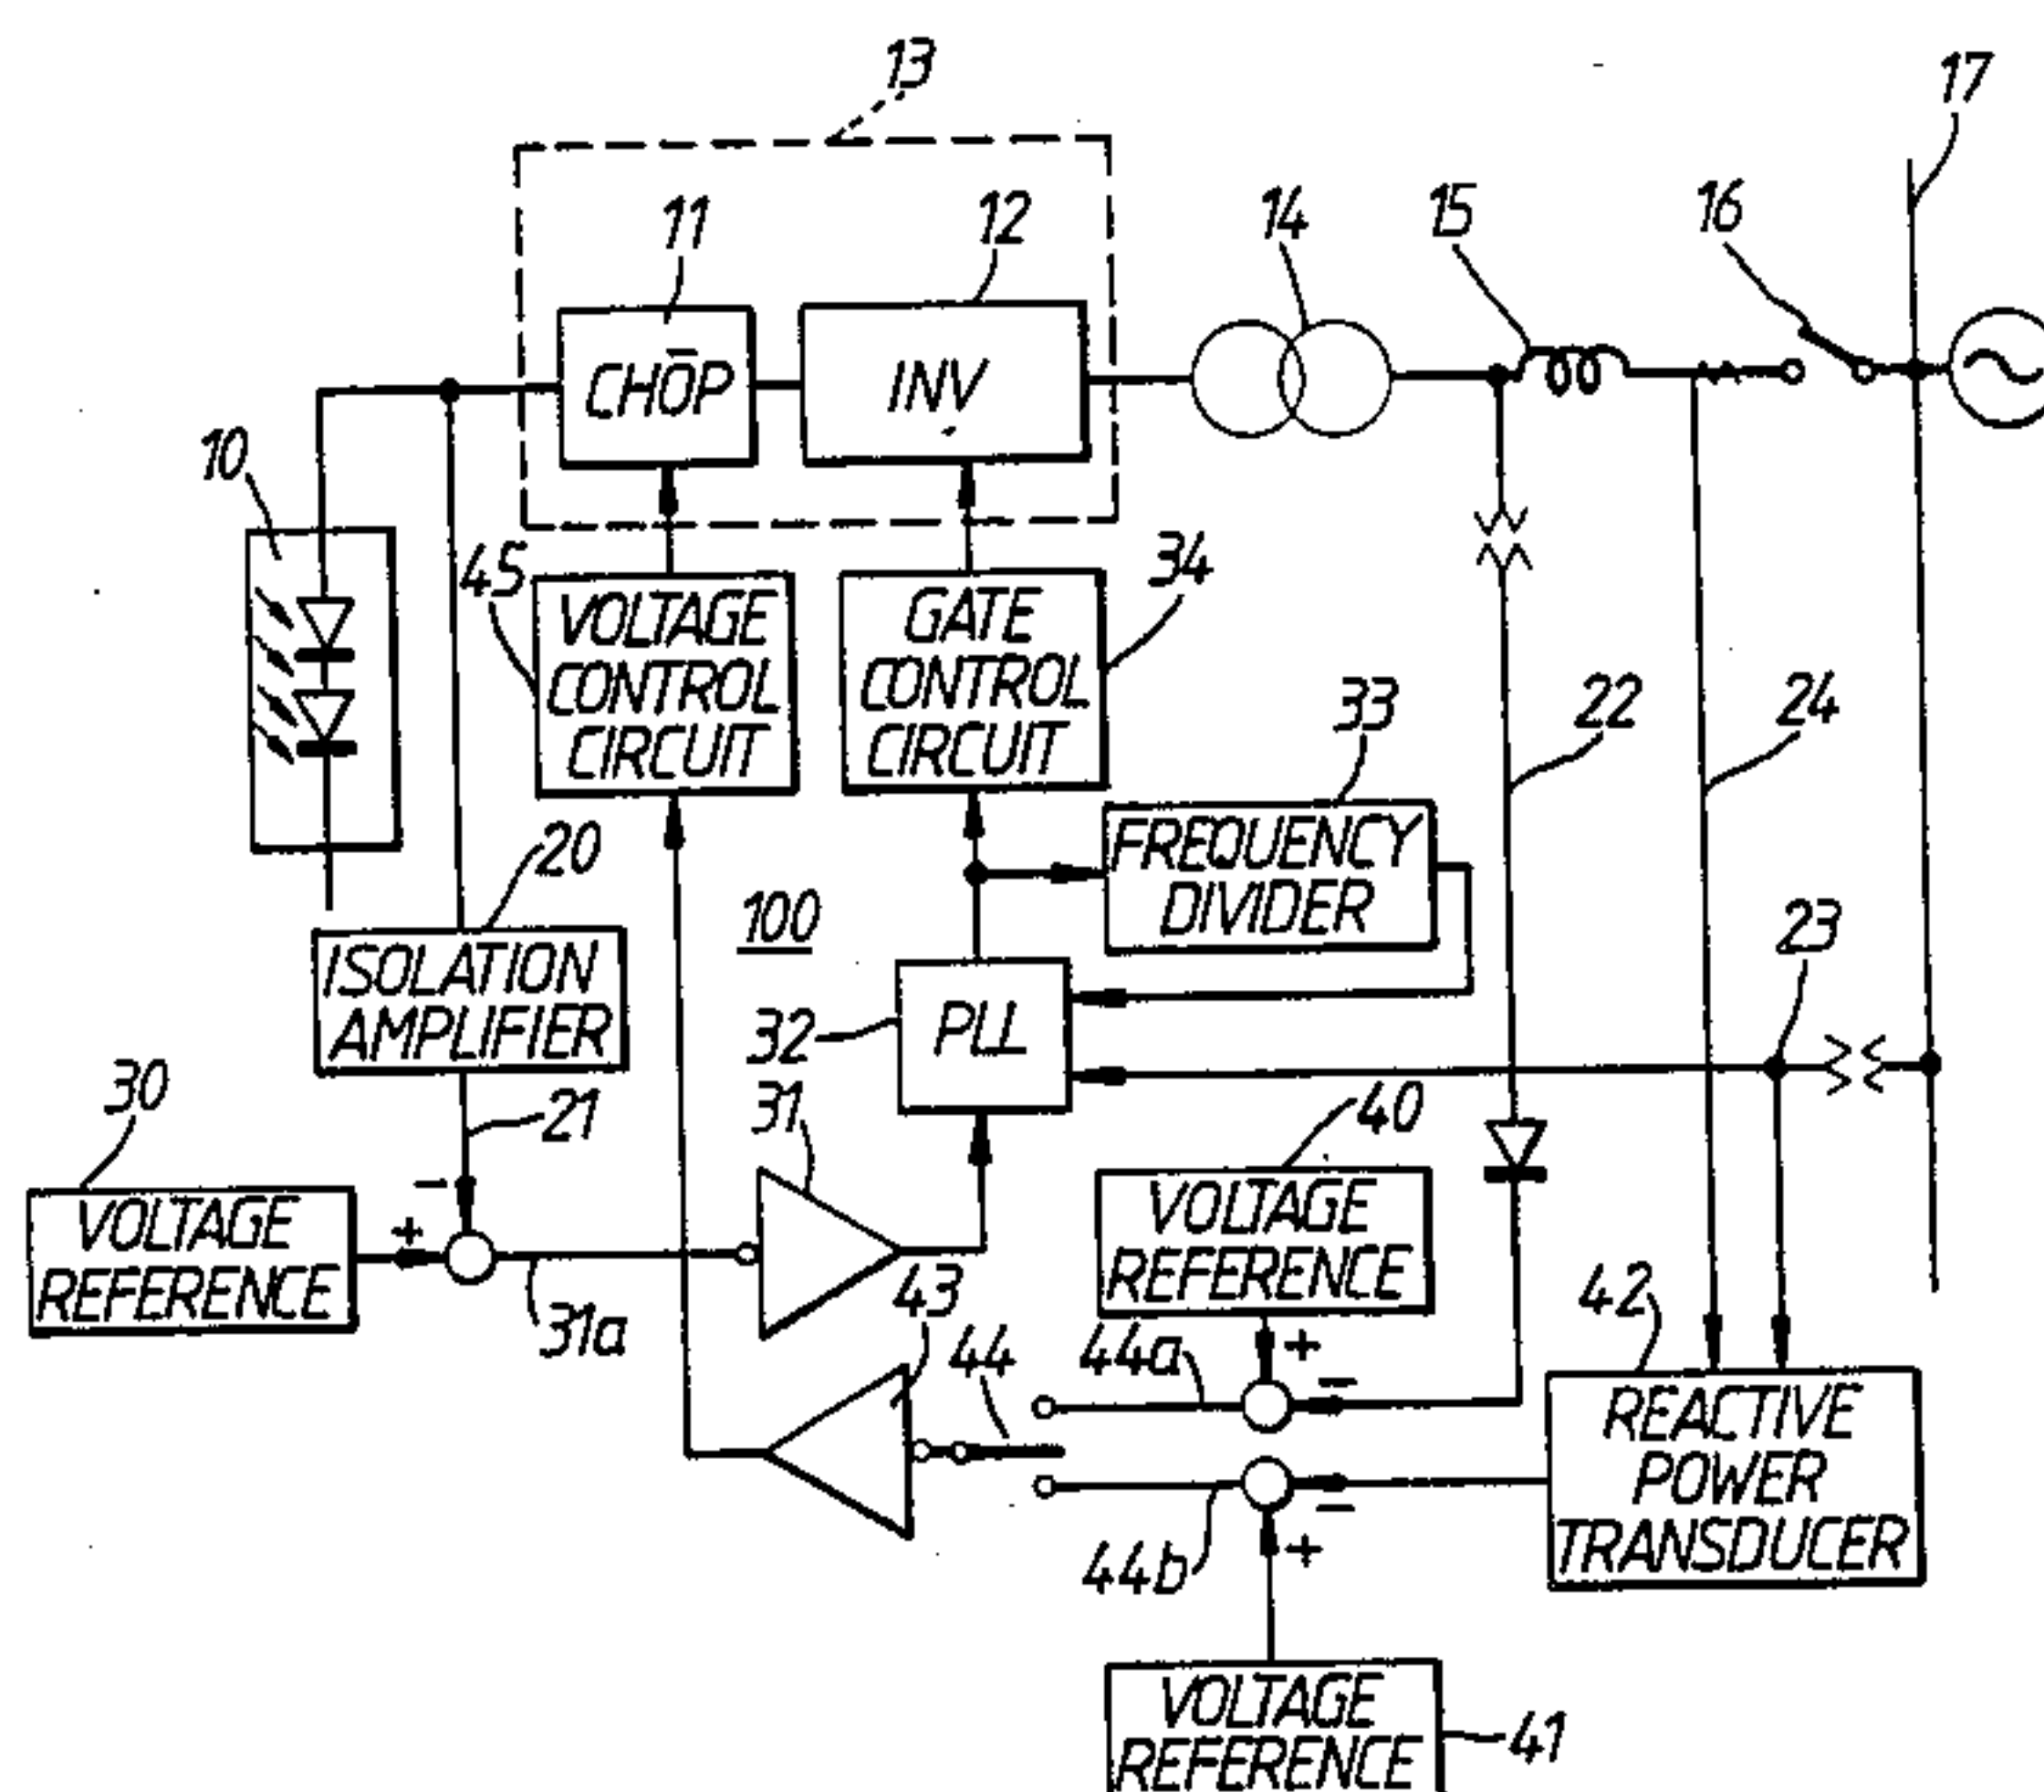 13
17
11
12
14
15
16
CHOP
INV
10
45
VOLTAGE
CONTROL
CIRCUIT
GATE
CONTROL
CIRCUIT
34
33
22
24
20
FREQUENCY
DIVIDER
100
23
ISOLATION
AMPLIFIER
32
PLL
30
21
31
40
VOLTAGE
REFERENCE
-
+
31a
VOLTAGE
REFERENCE
43
44
44a
+
-
42
REACTIVE
POWER
TRANSDUCER
44b
-
+
VOLTAGE
REFERENCE
41